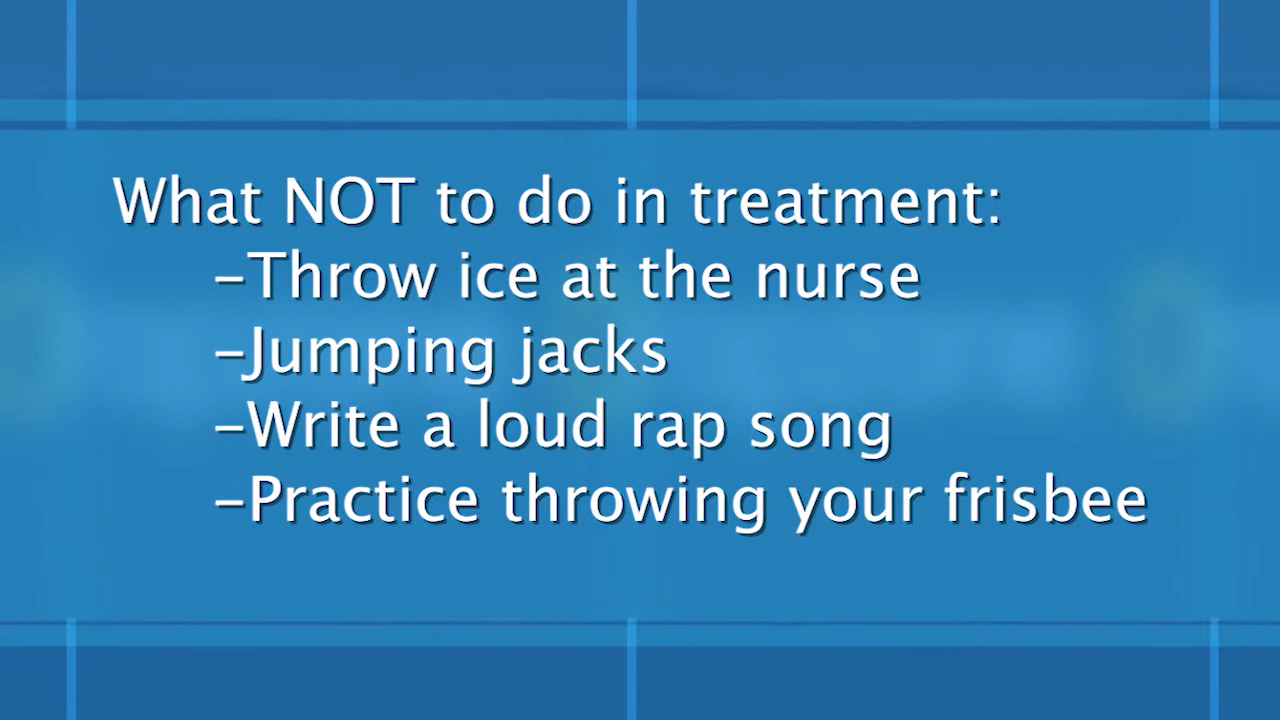 What NOT to do in treatment:
-Throw ice at the nurse
-Jumping jacks
-Write a loud rap song
-Practice throwing your frisbee